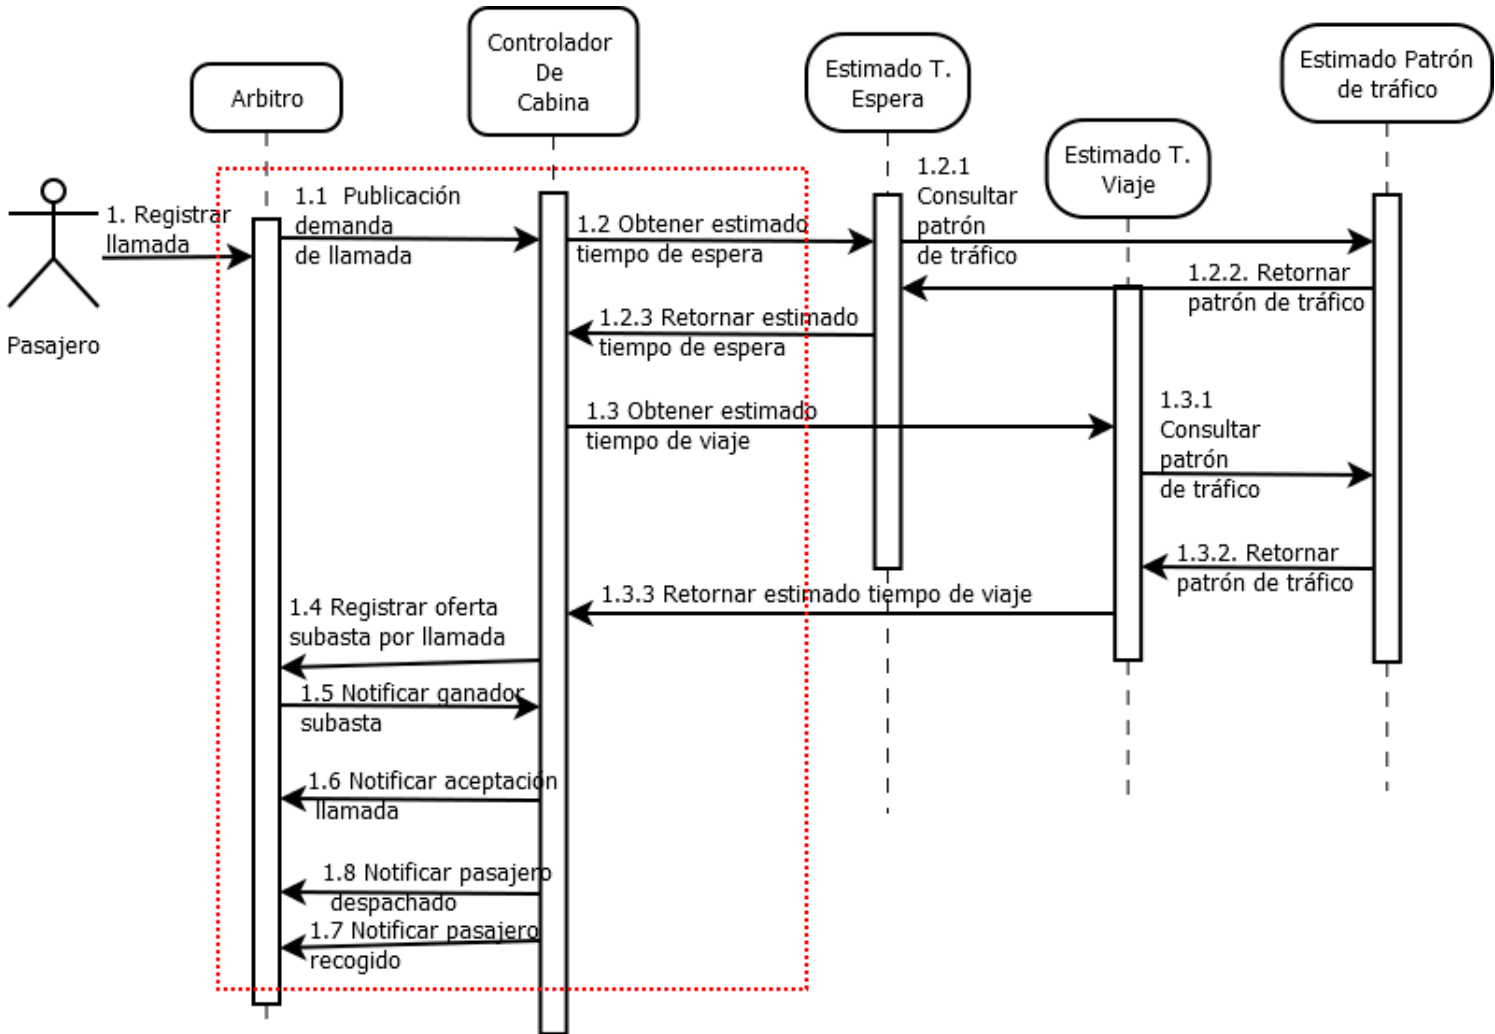 Controlador
De
Cabina
Arbitro
Estimado T.
Espera
Estimado Patrón
de tráfico
Estimado T.
Viaje
Pasajero
1. Registrar
llamada
1.1 Publicación
demanda
de llamada
1.2 Obtener estimado
tiempo de espera
1.2.1
Consultar
patrón
de tráfico
1.2.2. Retornar
patrón de tráfico
1.2.3 Retornar estimado
tiempo de espera
1.3 Obtener estimado
tiempo de viaje
1.3.1
Consultar
patrón
de tráfico
1.3.2. Retornar
patrón de tráfico
1.3.3 Retornar estimado tiempo de viaje
1.4 Registrar oferta
subasta por llamada
1.5 Notificar ganador
subasta
1.6 Notificar aceptación
llamada
1.8 Notificar pasajero
despachado
1.7 Notificar pasajero
recogido